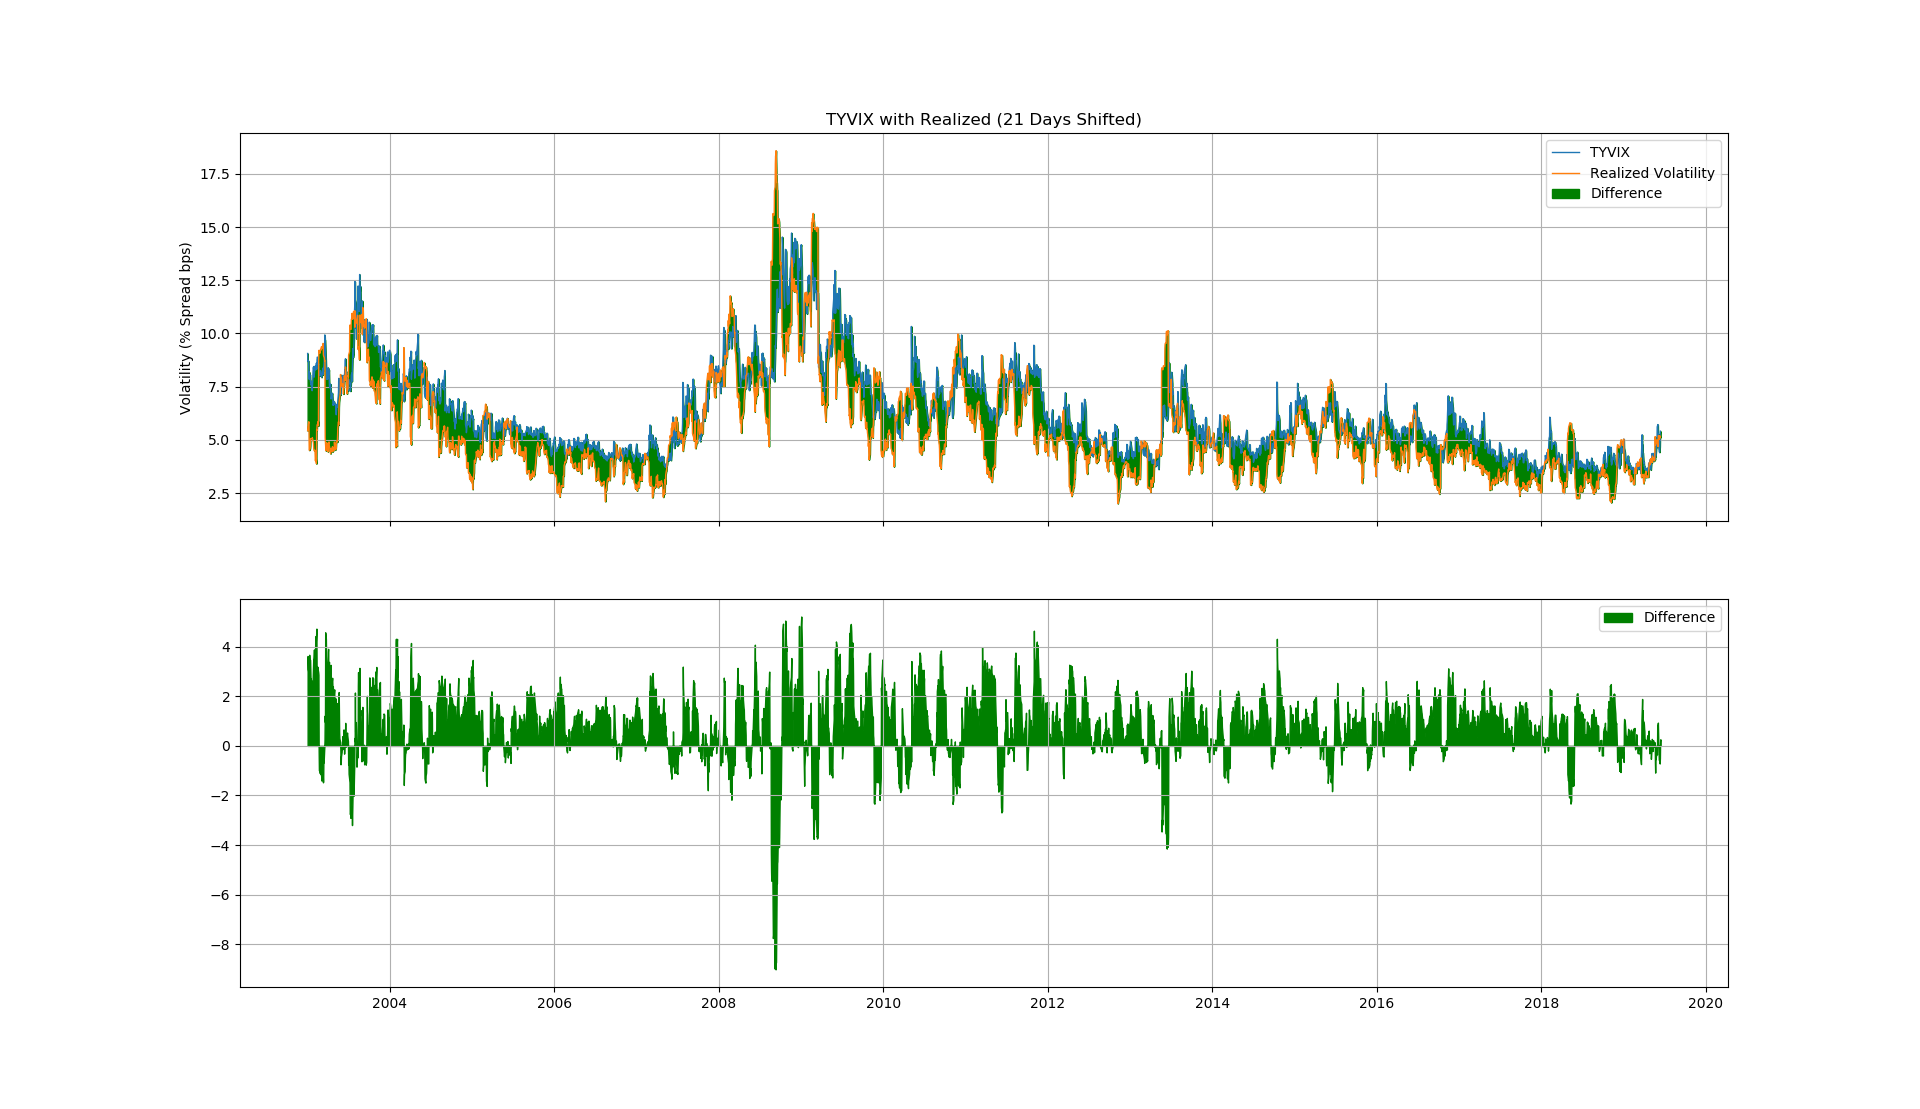 TYVIX with Realized (21 Days Shifted)
Volatility (% Spread bps)
17.5
15.0
12.5
10.0
7.5
5.0
2.5
TYVIX
Realized Volatility
Difference
4
2
0
−2
−4
−6
−8
Difference
2004 2006 2008 2010 2012 2014 2016 2018 2020